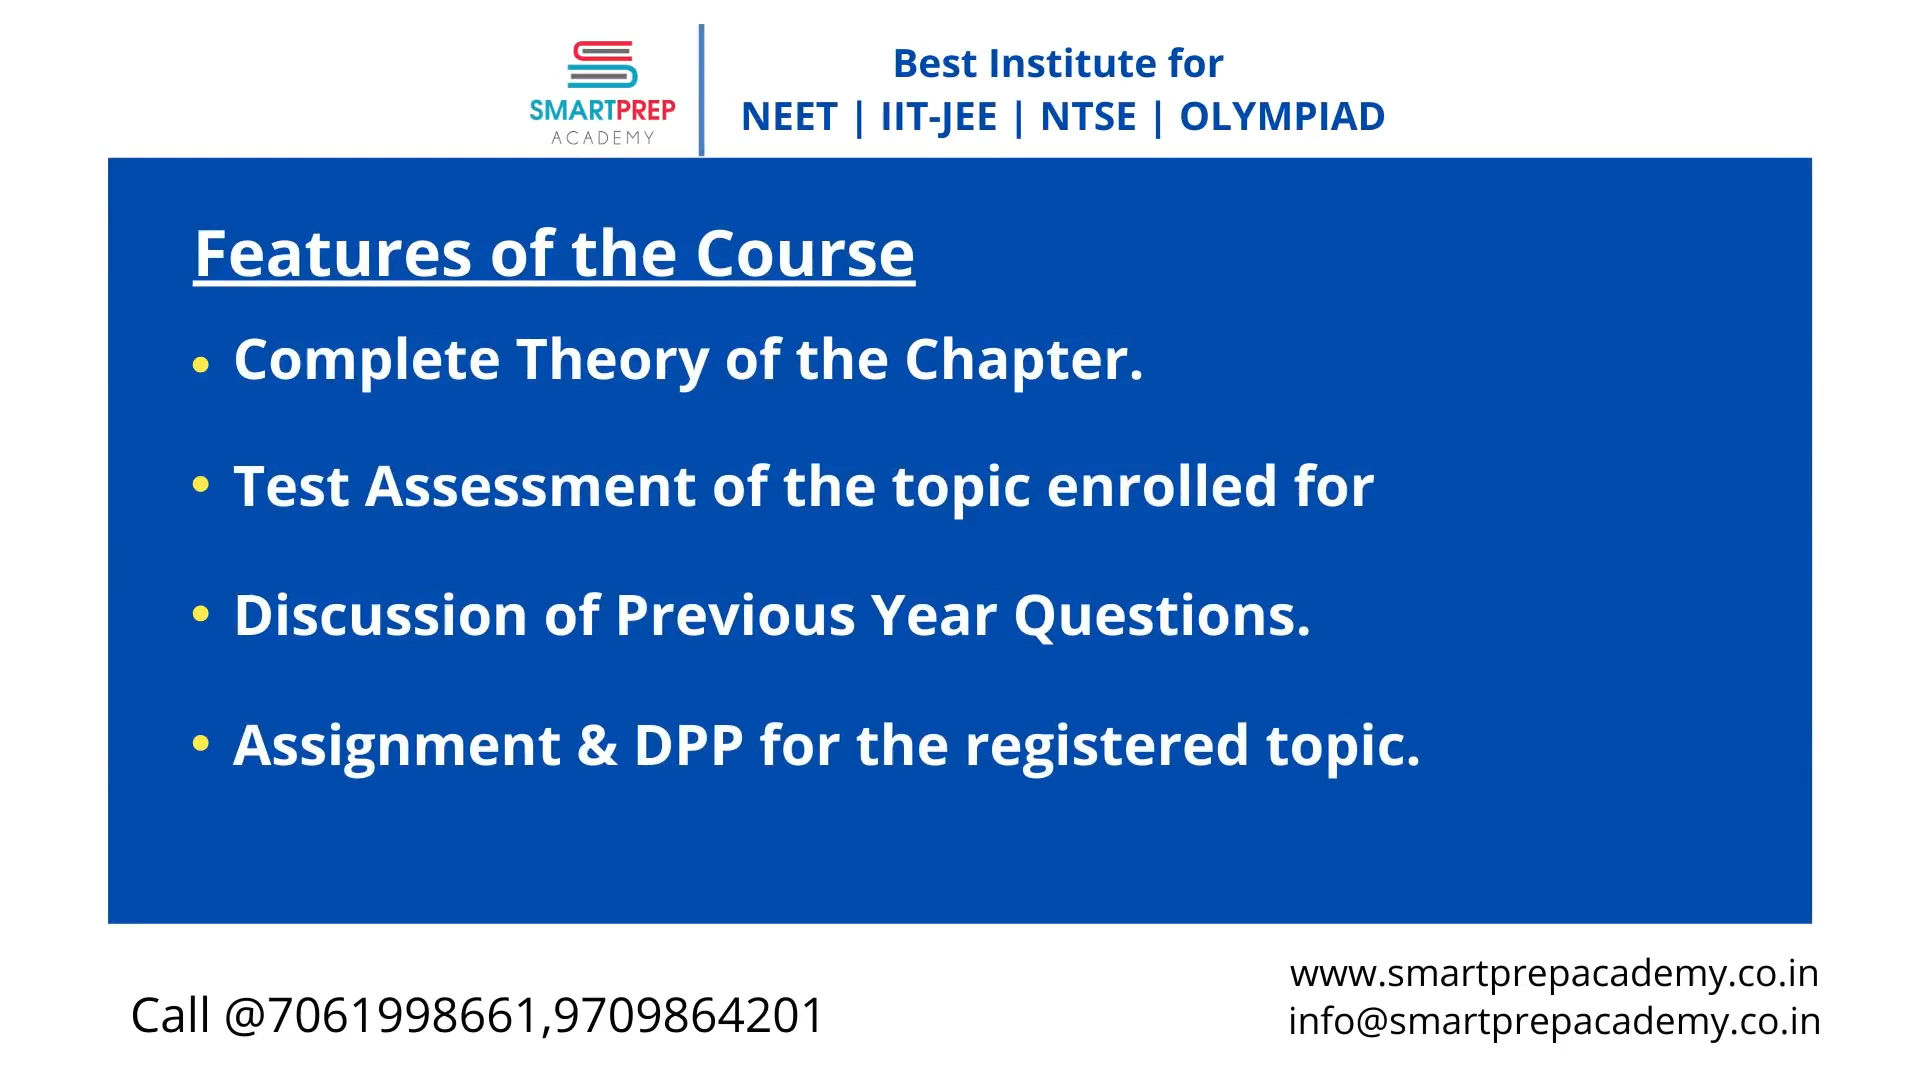 SMARTPREP
ACADEMY
Best Institute for
NEET | IIT-JEE | NTSE | OLYMPIAD
Features of the Course
• Complete Theory of the Chapter.
• Test Assessment of the topic enrolled for
• Discussion of Previous Year Questions.
• Assignment & DPP for the registered topic.
Call @7061998661,9709864201
www.smartprepacademy.co.in
info@smartprepacademy.co.in